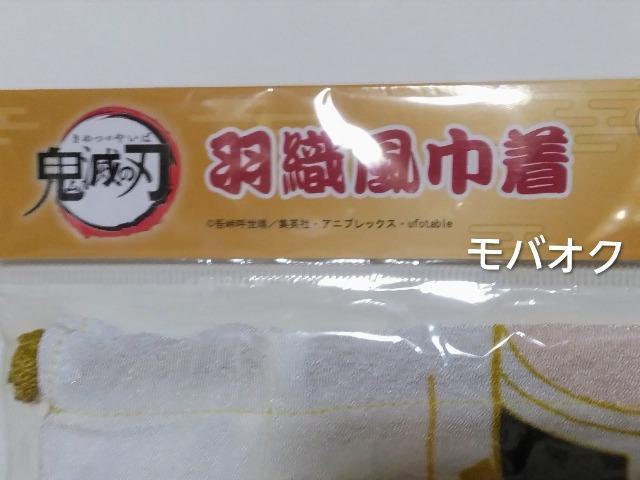 きめつのやいば
鬼滅の刃
羽織風巾着
©吾峠呼世晴／集英社・アニプレックス・ufotable
モバオク